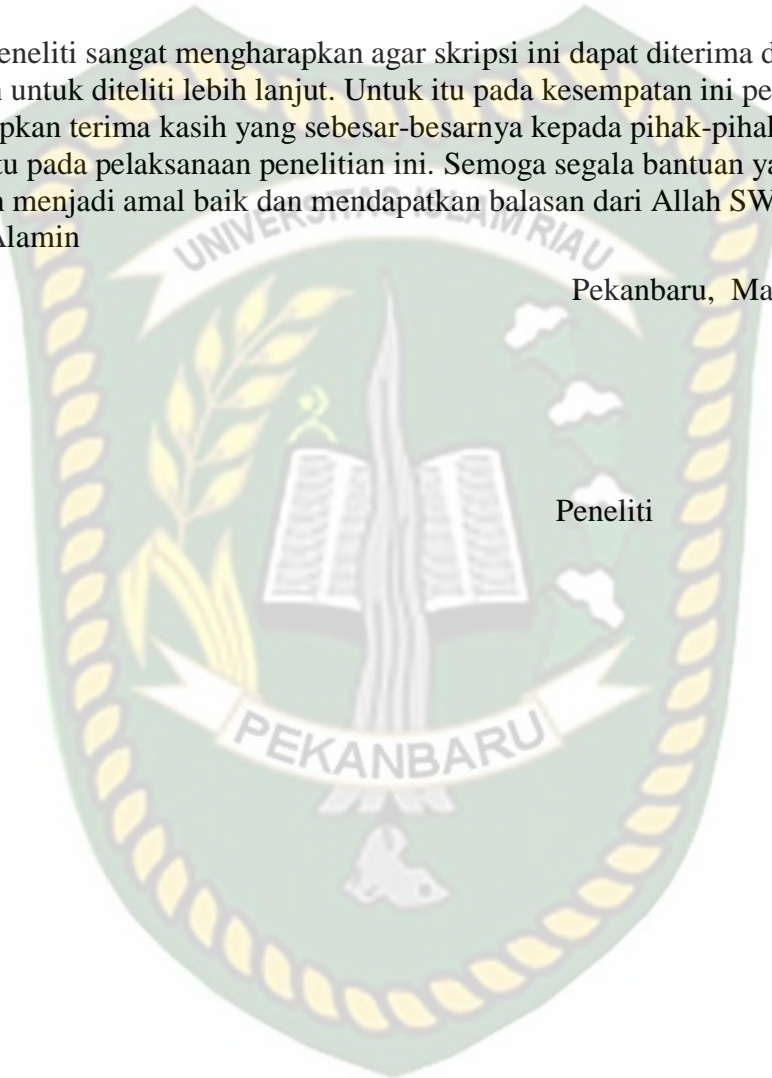 eneliti sangat mengharapkan agar skripsi ini dapat diterima d
untuk diteliti lebih lanjut. Untuk itu pada kesempatan ini pe
pkan terima kasih yang sebesar-besarnya kepada pihak-pihak
tu pada pelaksanaan penelitian ini. Semoga segala bantuan ya
menjadi amal baik dan mendapatkan balasan dari Allah SW
Alamin
UNIVERSITAS ISLAM RIAU
Pekanbaru, Ma
Peneliti
PEKANBARU